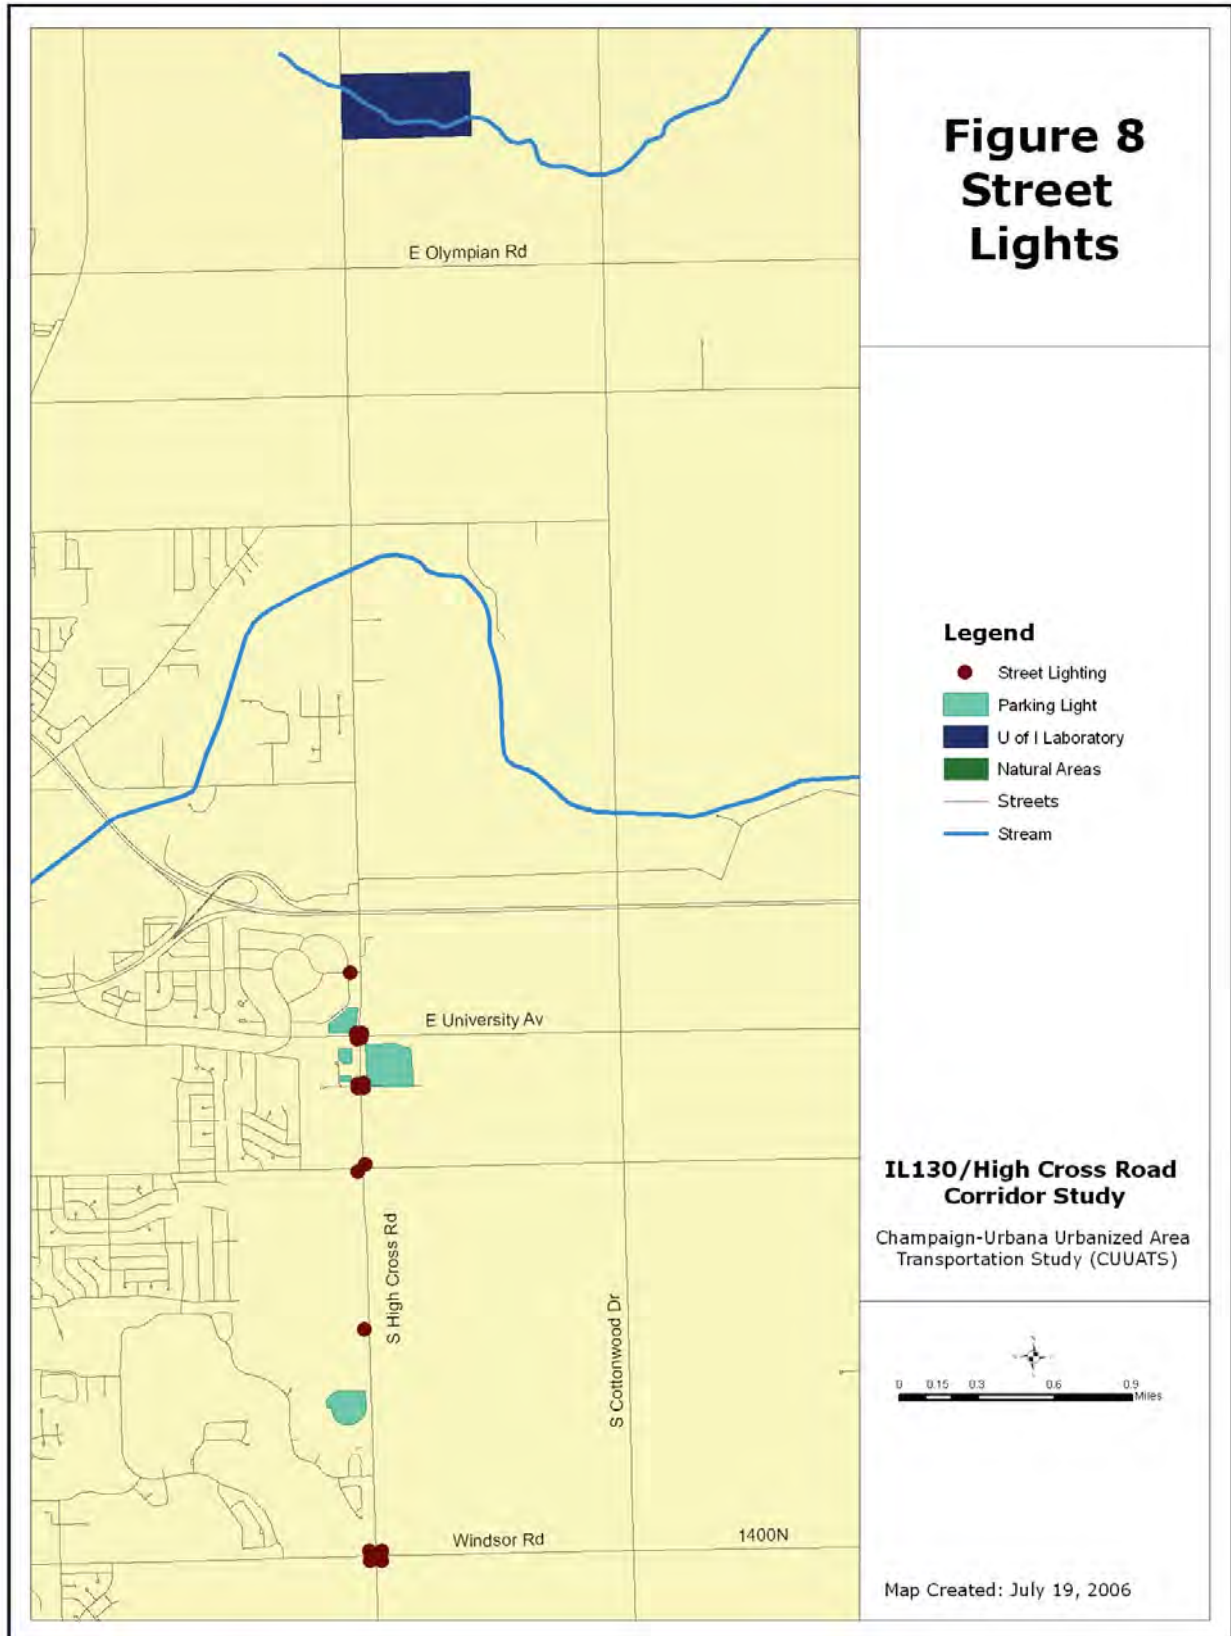 Figure 8
Street
Lights
E Olympian Rd
Legend
Street Lighting
Parking Light
U of I Laboratory
Natural Areas
Streets
Stream
E University Av
S High Cross Rd
S Cottonwood Dr
Windsor Rd
1400N
IL130/High Cross Road
Corridor Study
Champaign-Urbana Urbanized Area
Transportation Study (CUUATS)
0 0.15 0.3 0.6 0.9
Miles
Map Created: July 19, 2006